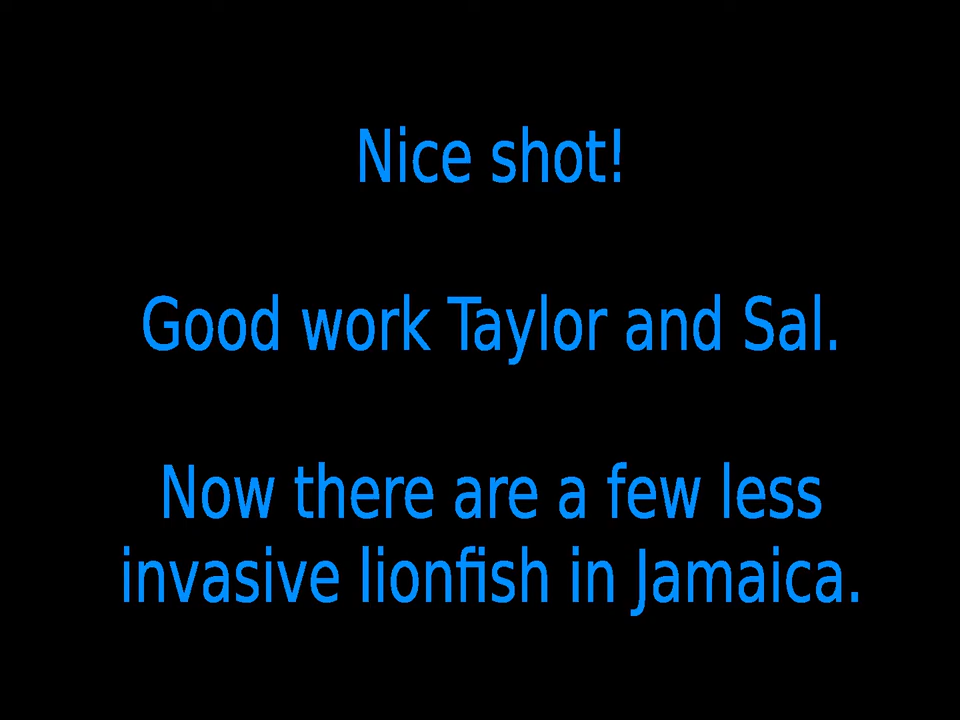 Nice shot!
Good work Taylor and Sal.
Now there are a few less
invasive lionfish in Jamaica.